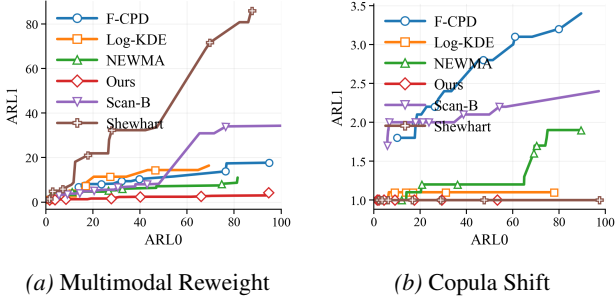 80
60
40
20
0
ARL1
F-CPD
Log-KDE
NEWMA
Ours
Scan-B
Shewhart
0 20 40 60 80 100
ARL0
3.5
3.0
2.5
2.0
1.5
1.0
ARL1
F-CPD
Log-KDE
NEWMA
Ours
Scan-B
Shewhart
0 20 40 60 80 100
ARL0
(a) Multimodal Reweight
(b) Copula Shift